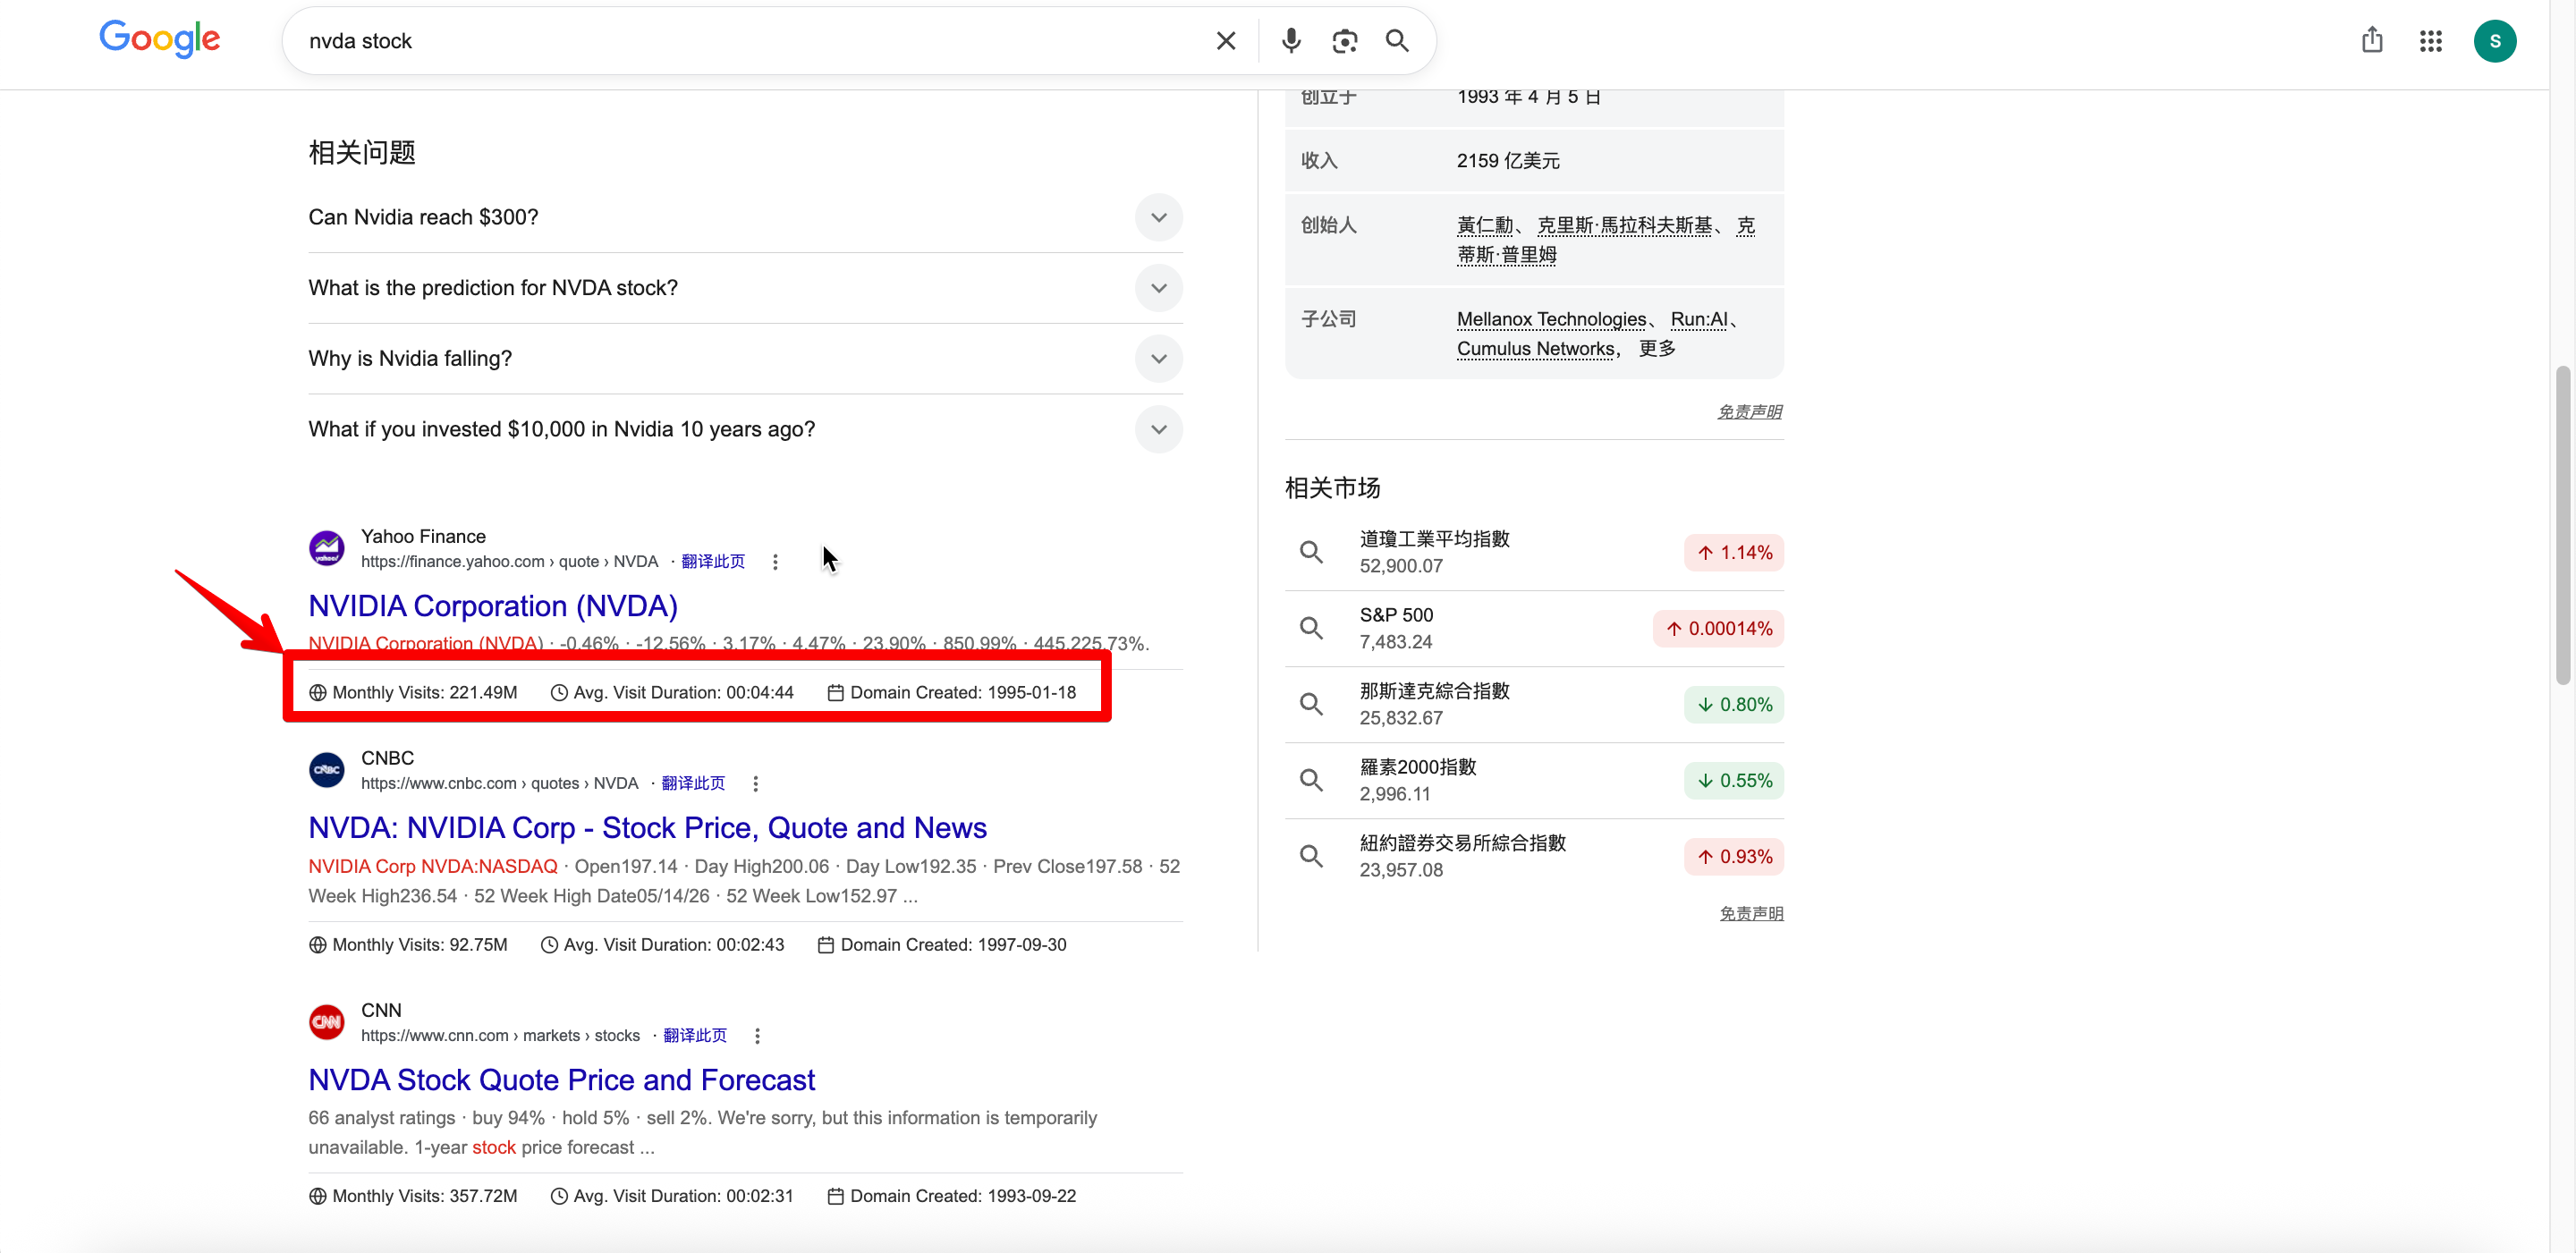 Google
nvda stock
S
相关问题
Can Nvidia reach $300?
What is the prediction for NVDA stock?
Why is Nvidia falling?
What if you invested $10,000 in Nvidia 10 years ago?
yahoo!
Yahoo Finance
https://finance.yahoo.com › quote › NVDA · 翻译此页
NVIDIA Corporation (NVDA)
NVIDIA Corporation (NVDA) · -0.46% · -12.56% · 3.17% · 4.47% · 23.90% · 850.99% · 445,225.73%.
Monthly Visits: 221.49M Avg. Visit Duration: 00:04:44 Domain Created: 1995-01-18
CNBC
CNBC
https://www.cnbc.com › quotes › NVDA · 翻译此页
NVDA: NVIDIA Corp - Stock Price, Quote and News
NVIDIA Corp NVDA:NASDAQ · Open197.14 · Day High200.06 · Day Low192.35 · Prev Close197.58 · 52
Week High236.54 · 52 Week High Date05/14/26 · 52 Week Low152.97 ...
Monthly Visits: 92.75M Avg. Visit Duration: 00:02:43 Domain Created: 1997-09-30
CNN
CNN
https://www.cnn.com › markets › stocks · 翻译此页
NVDA Stock Quote Price and Forecast
66 analyst ratings · buy 94% · hold 5% · sell 2%. We're sorry, but this information is temporarily
unavailable. 1-year stock price forecast ...
Monthly Visits: 357.72M Avg. Visit Duration: 00:02:31 Domain Created: 1993-09-22
创立于 1993 年 4 月 5 日
收入 2159 亿美元
创始人 黃仁勳、 克里斯·馬拉科夫斯基、 克
蒂斯·普里姆
子公司 Mellanox Technologies、 Run:AI、
Cumulus Networks， 更多
免责声明
相关市场
道瓊工業平均指數
52,900.07 ↑ 1.14%
S&P 500
7,483.24 ↑ 0.00014%
那斯達克綜合指數
25,832.67 ↓ 0.80%
羅素2000指數
2,996.11 ↓ 0.55%
紐約證券交易所綜合指數
23,957.08 ↑ 0.93%
免责声明